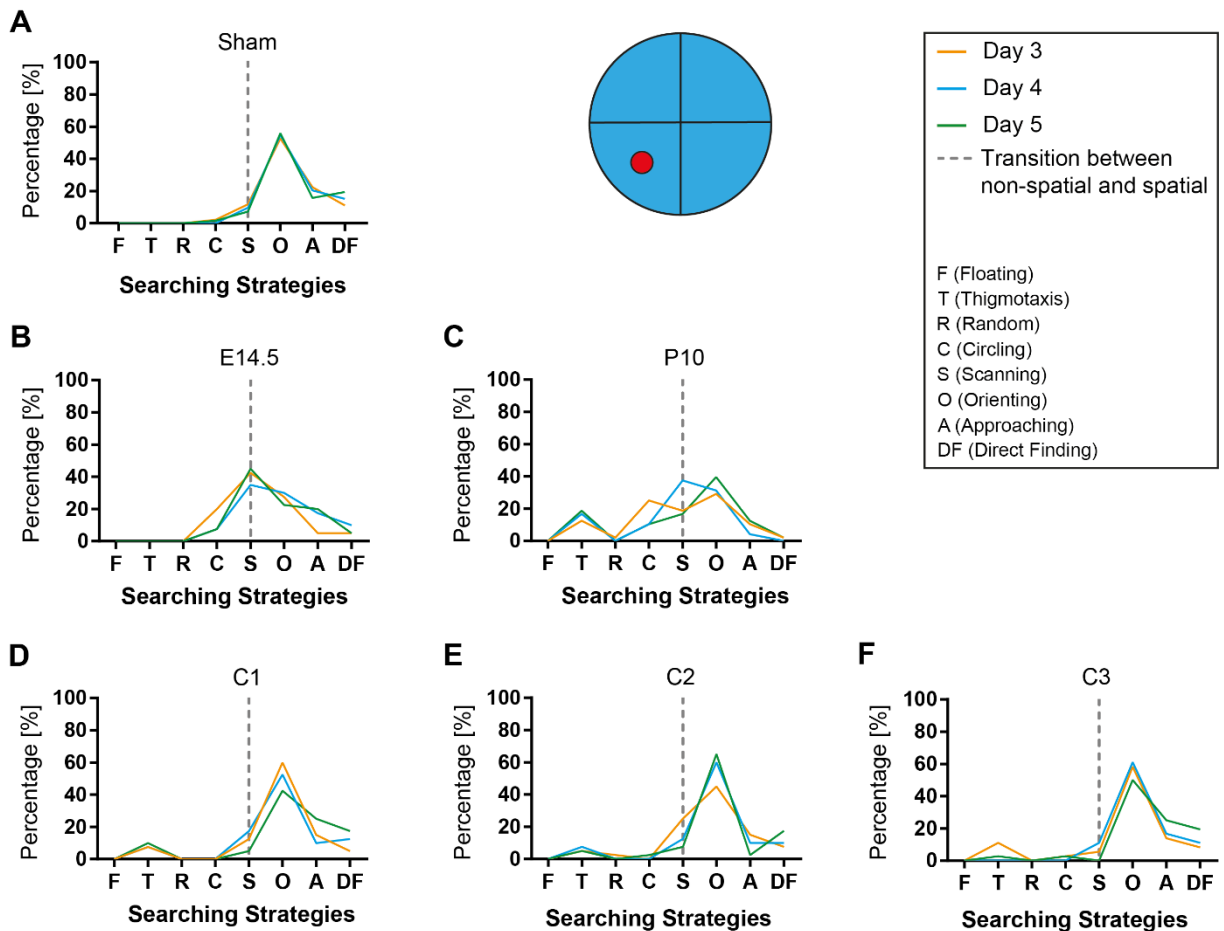 A
Sham
Percentage [%]
100
80
60
40
20
0
F T R C S O A DF
Searching Strategies
Day 3
Day 4
Day 5
Transition between
non-spatial and spatial
F (Floating)
T (Thigmotaxis)
R (Random)
C (Circling)
S (Scanning)
O (Orienting)
A (Approaching)
DF (Direct Finding)
B
E14.5
Percentage [%]
100
80
60
40
20
0
F T R C S O A DF
Searching Strategies
C
P10
Percentage [%]
100
80
60
40
20
0
F T R C S O A DF
Searching Strategies
D
C1
Percentage [%]
100
80
60
40
20
0
F T R C S O A DF
Searching Strategies
E
C2
Percentage [%]
100
80
60
40
20
0
F T R C S O A DF
Searching Strategies
F
C3
Percentage [%]
100
80
60
40
20
0
F T R C S O A DF
Searching Strategies